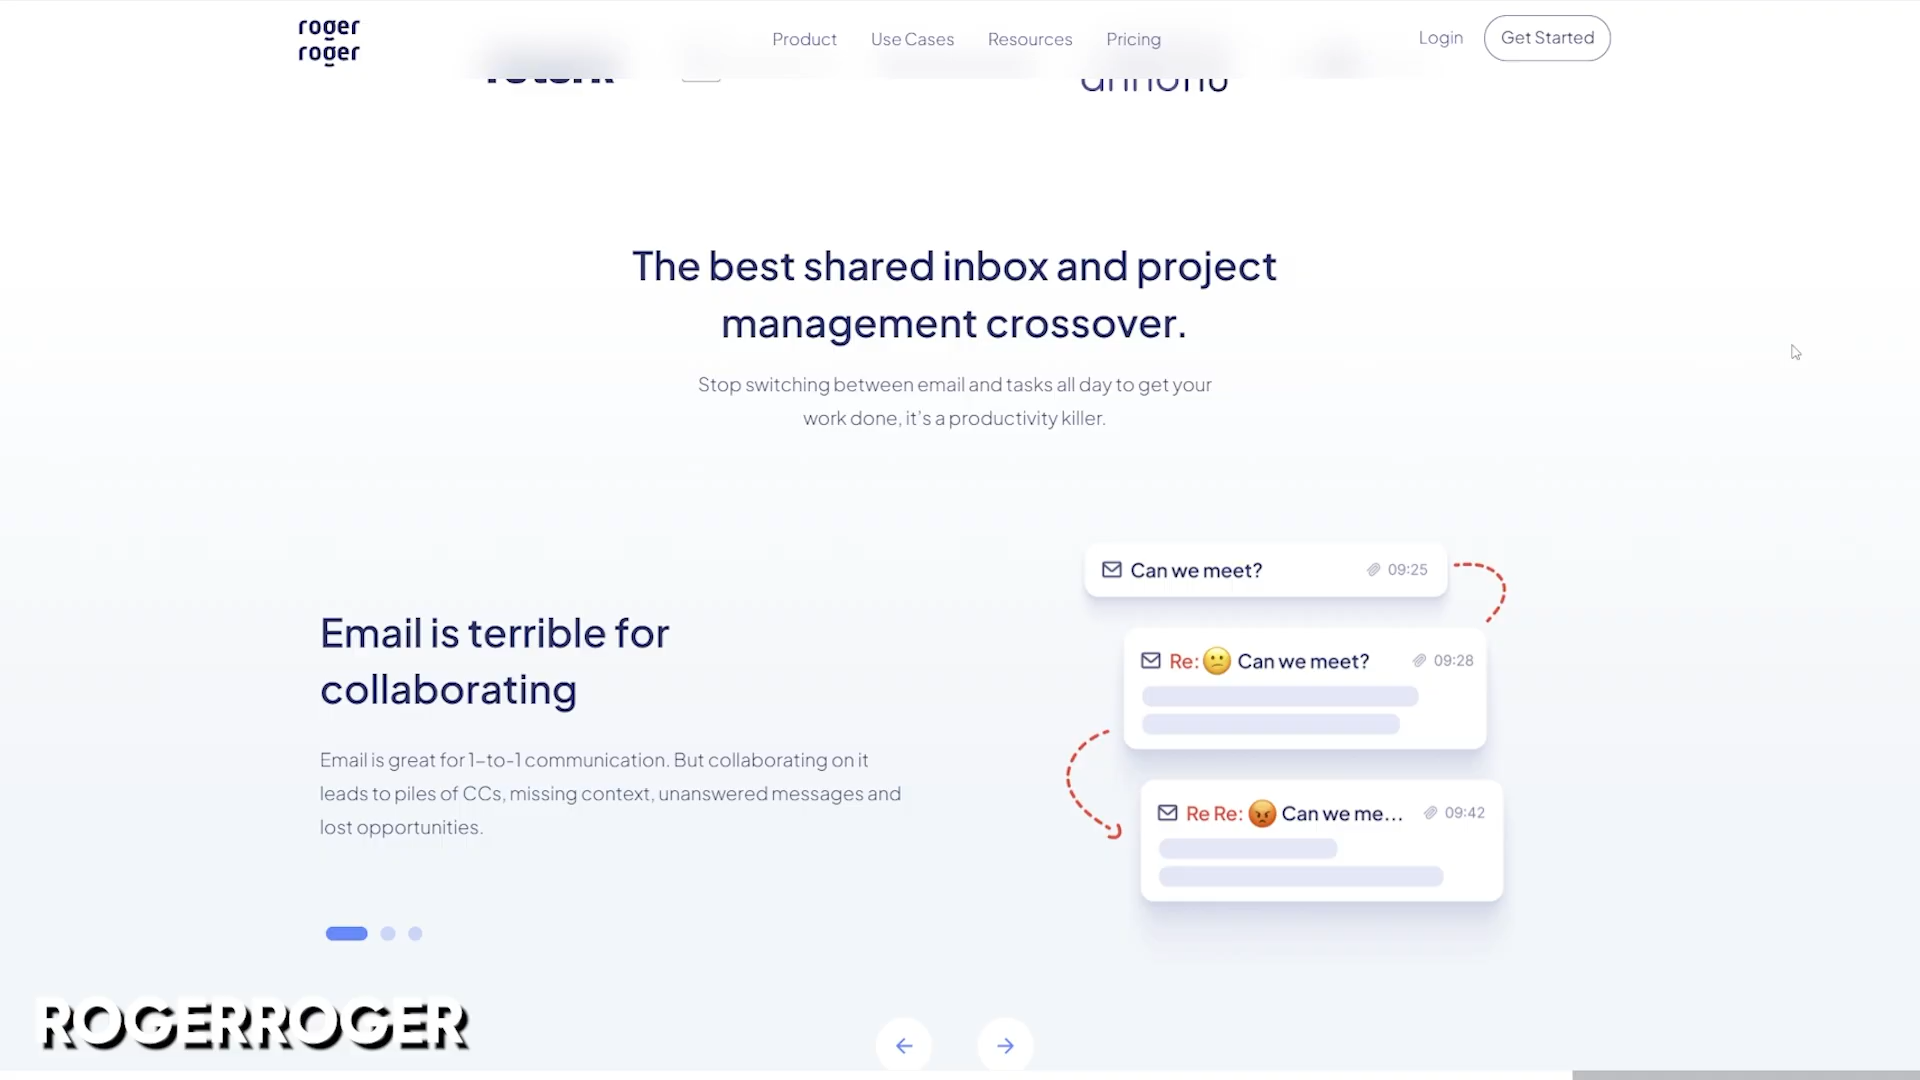 roger
roger
Product
Use Cases
Resources
Pricing
Login
Get Started
The best shared inbox and project
management crossover.
Stop switching between email and tasks all day to get your
work done, it's a productivity killer.
Email is terrible for
collaborating
Email is great for 1-to-1 communication. But collaborating on it
leads to piles of CCs, missing context, unanswered messages and
lost opportunities.
Can we meet? 09:25
Re: 😕 Can we meet? 09:28
Re Re: 😡 Can we me... 09:42
ROGERROGER